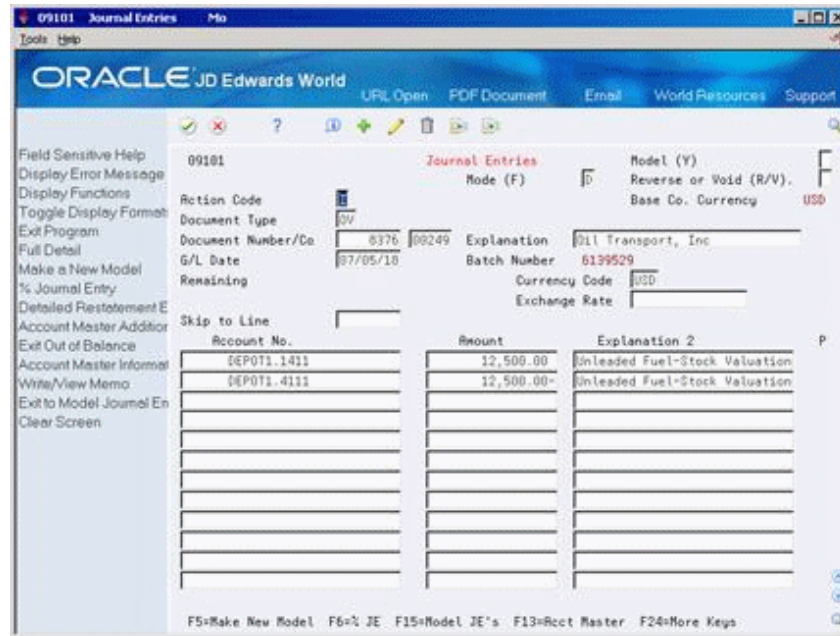 09101 Journal Entries Mo
Tools Help
ORACLE JD Edwards World
URL Open PDF Document Email World Resources Support
Field Sensitive Help
Display Error Message
Display Functions
Toggle Display Formats
Exit Program
Full Detail
Make a New Model
% Journal Entry
Detailed Restatement E
Account Master Addition
Exit Out of Balance
Account Master Informat
Write/View Memo
Exit to Model Journal En
Clear Screen
09101 Journal Entries Model (Y)
Mode (F) D Reverse or Void (R/V).
Action Code I Base Co. Currency USD
Document Type OV
Document Number/Co 8376 00249 Explanation Oil Transport, Inc
G/L Date 07/05/18 Batch Number 6139529
Remaining Currency Code USD
Exchange Rate
Skip to Line
Account No. Amount Explanation 2 P
DEPOT1.1411 12,500.00 Unleaded Fuel-Stock Valuation
DEPOT1.4111 12,500.00- Unleaded Fuel-Stock Valuation
F5=Make New Model F6=% JE F15=Model JE's F13=Acct Master F24=More Keys